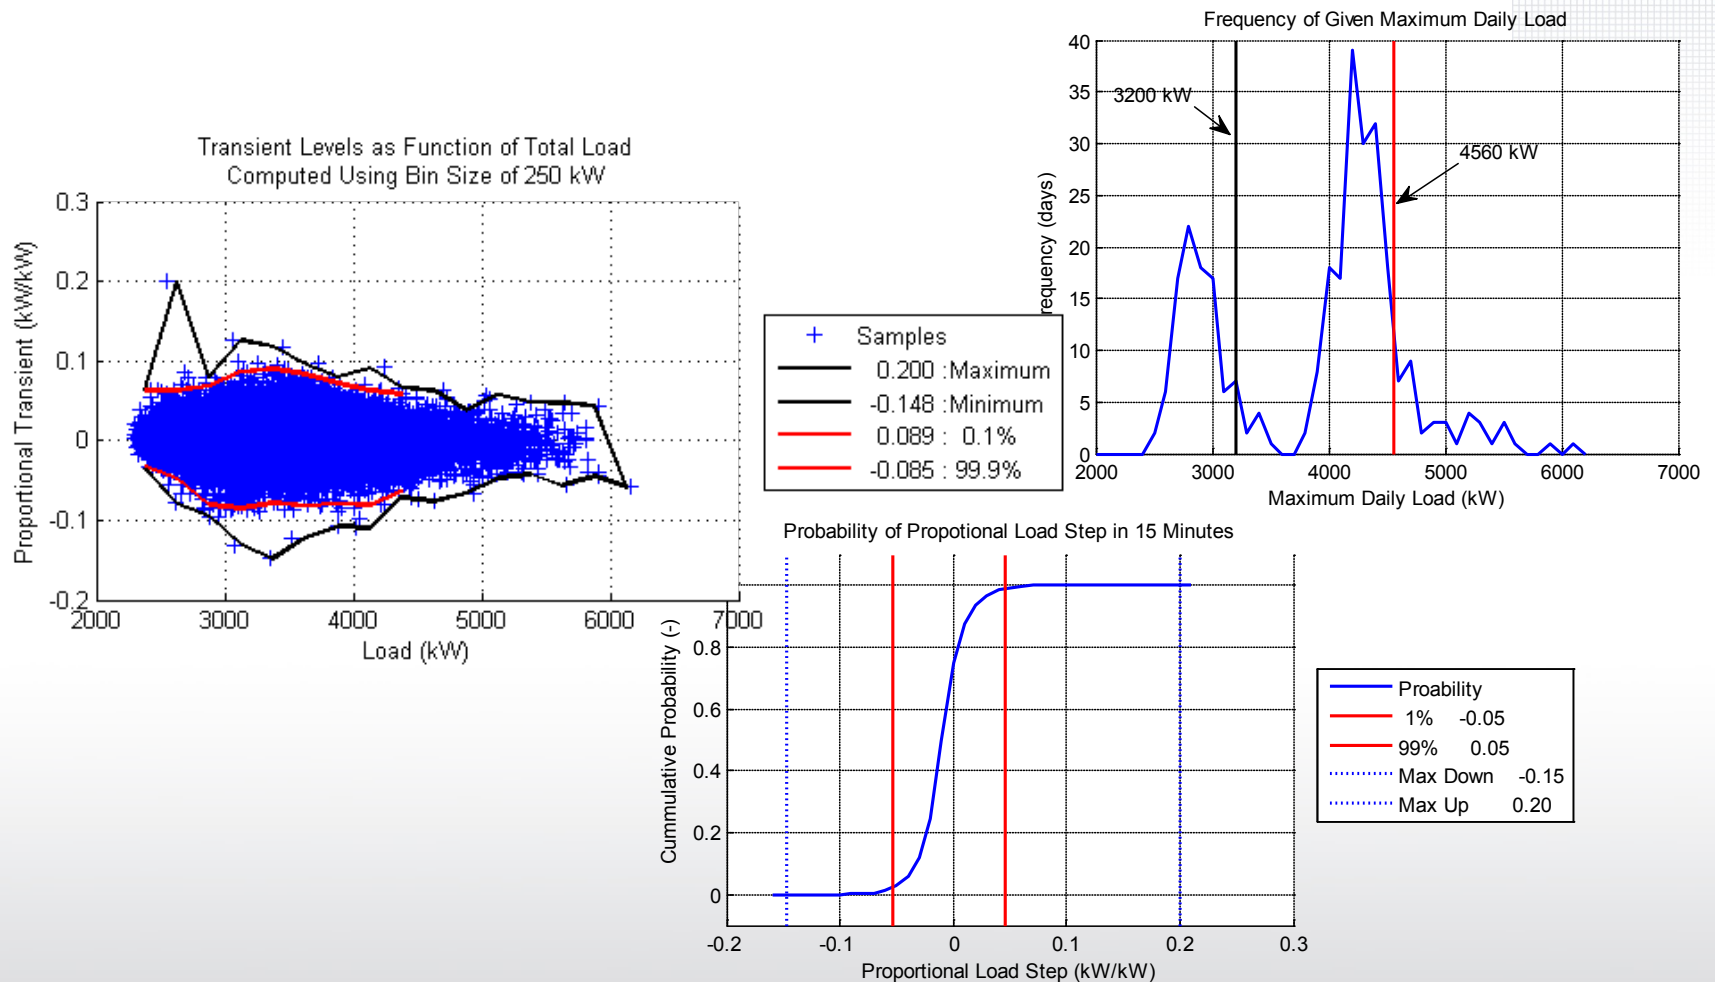 Transient Levels as Function of Total Load
Computed Using Bin Size of 250 kW
0.3
0.2
0.1
0
-0.1
-0.2
Proportional Transient (kW/kW)
2000 3000 4000 5000 6000 7000
Load (kW)
Samples
0.200 :Maximum
-0.148 :Minimum
0.089 : 0.1%
-0.085 : 99.9%
Frequency of Given Maximum Daily Load
40
35
30
25
20
15
10
5
0
requency (days)
3200 kW
4560 kW
2000 3000 4000 5000 6000 7000
Maximum Daily Load (kW)
Probability of Propotional Load Step in 15 Minutes
0.8
0.6
0.4
0.2
0
Cummulative Probability (-)
-0.2 -0.1 0 0.1 0.2 0.3
Proportional Load Step (kW/kW)
Proability
1% -0.05
99% 0.05
Max Down -0.15
Max Up 0.20